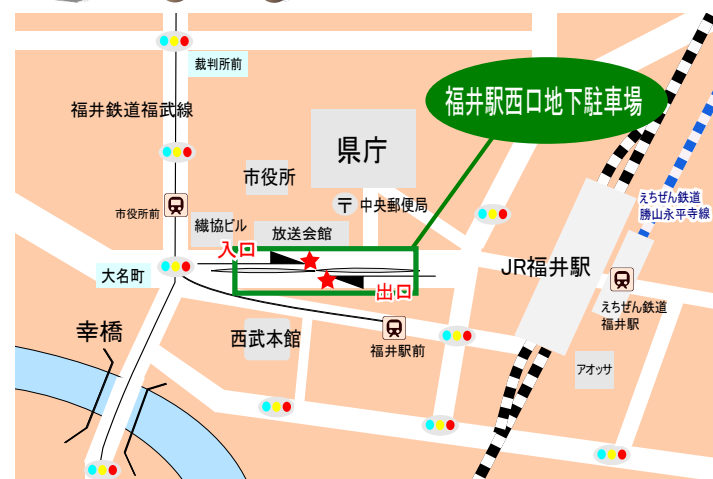 裁判所前
福井駅西口地下駐車場
福井鉄道福武線
県庁
市役所
えちぜん鉄道
勝山永平寺線
市役所前
〒中央郵便局
織協ビル
放送会館
入口
大名町
JR福井駅
出口
えちぜん鉄道
福井駅
幸橋
西武本館
福井駅前
アオッサ